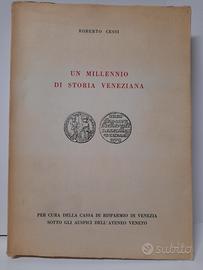 ROBERTO CESSI
UN MILLENNIO
DI STORIA VENEZIANA
PER CURA DELLA CASSA DI RISPARMIO DI VENEZIA
SOTTO GLI AUSPICI DELL'ATENEO VENETO
subito